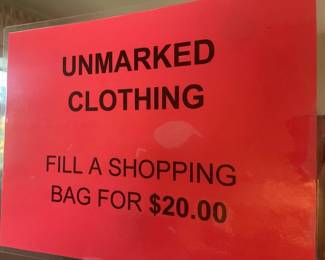 UNMARKED
CLOTHING
FILL A SHOPPING
BAG FOR $20.00